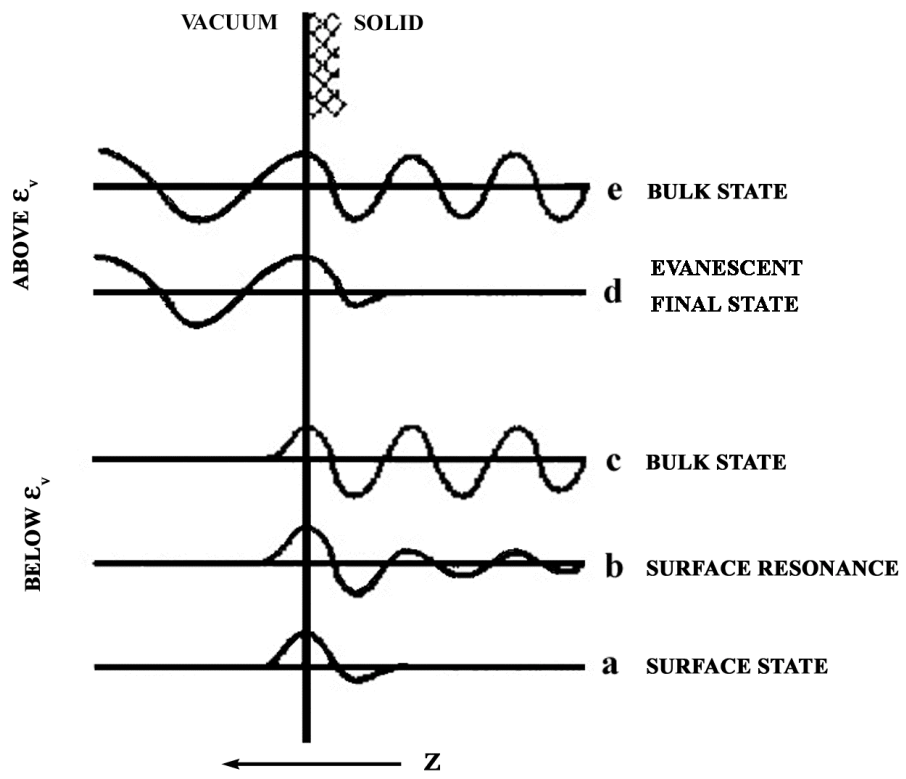 VACUUM SOLID
ABOVE εv
e BULK STATE
d EVANESCENT
FINAL STATE
BELOW εv
c BULK STATE
b SURFACE RESONANCE
a SURFACE STATE
Z